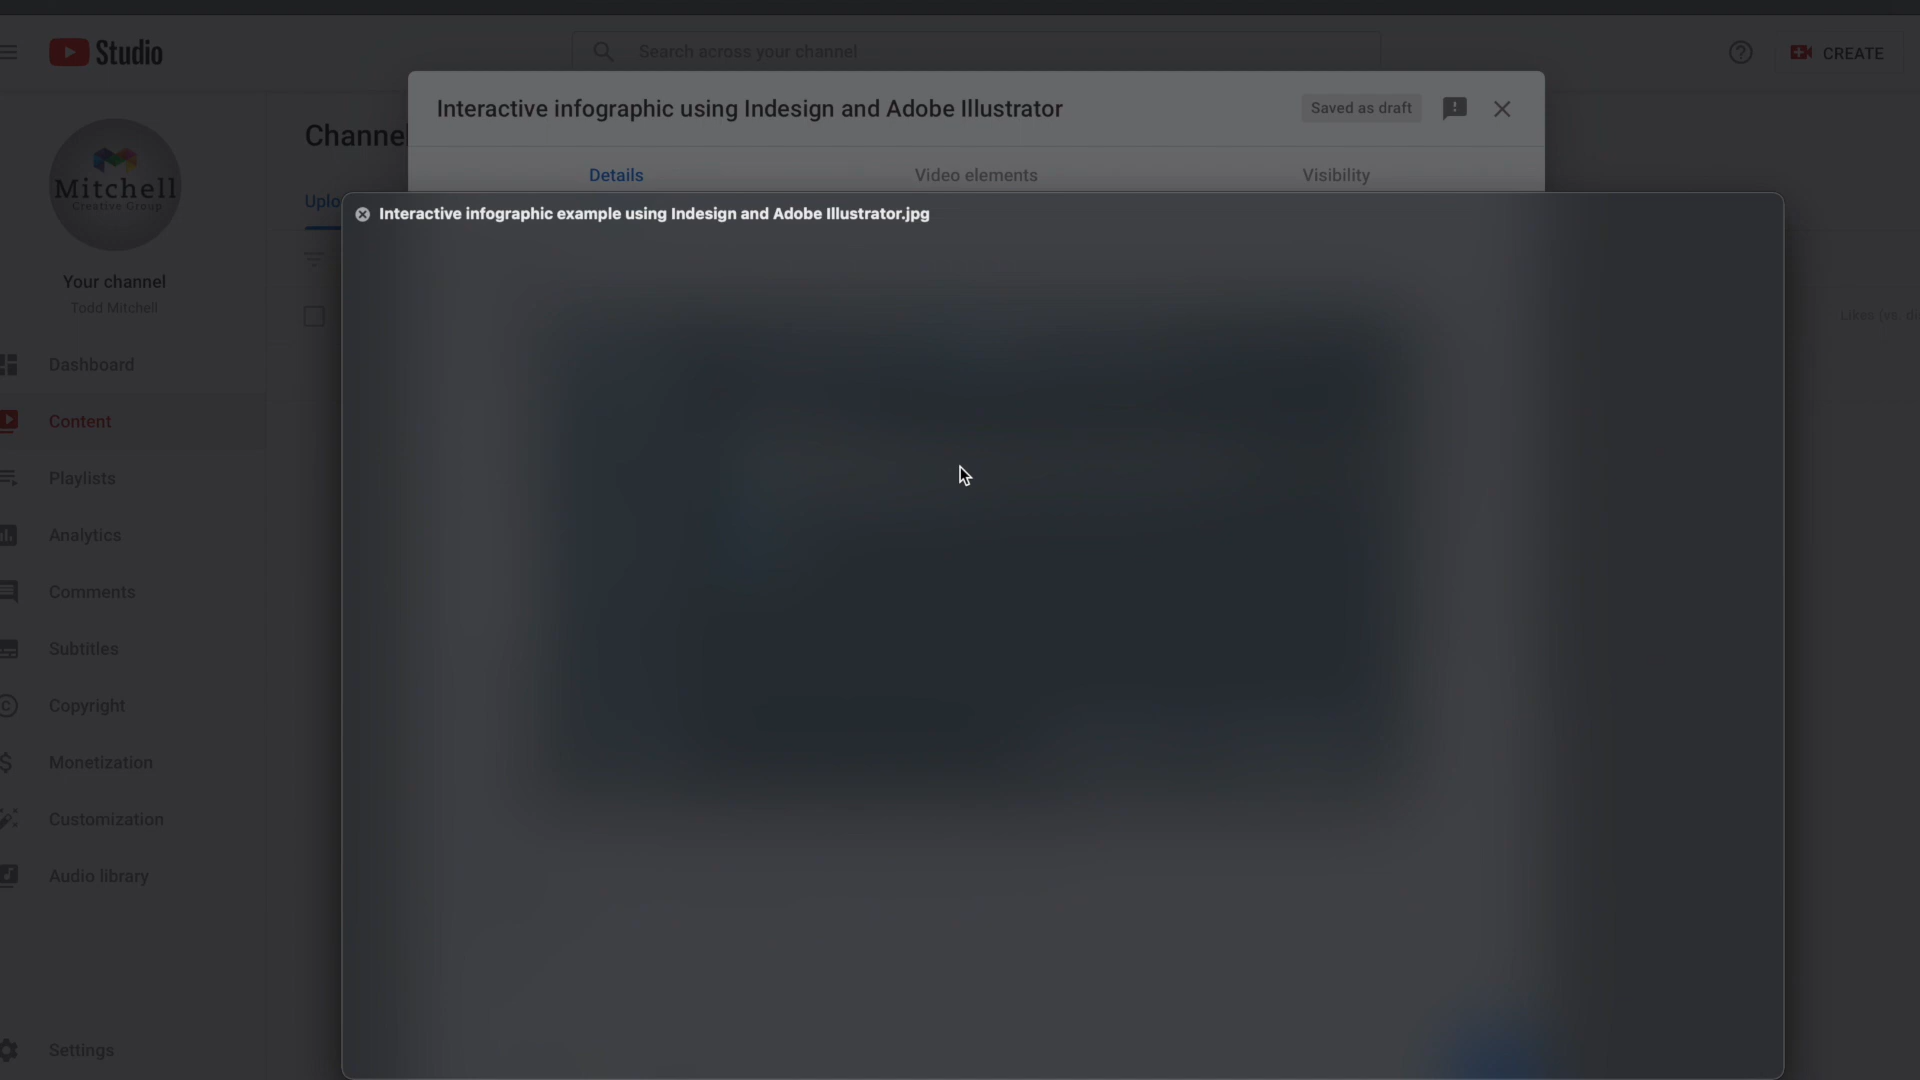 Studio
Search across your channel
CREATE
Interactive infographic using Indesign and Adobe Illustrator
Saved as draft
Channel
Details
Video elements
Visibility
Mitchell
Creative Group
Interactive infographic example using Indesign and Adobe Illustrator.jpg
Your channel
Todd Mitchell
Likes (vs.
Dashboard
Content
Playlists
Analytics
Comments
Subtitles
Copyright
Monetization
Customization
Audio library
Settings